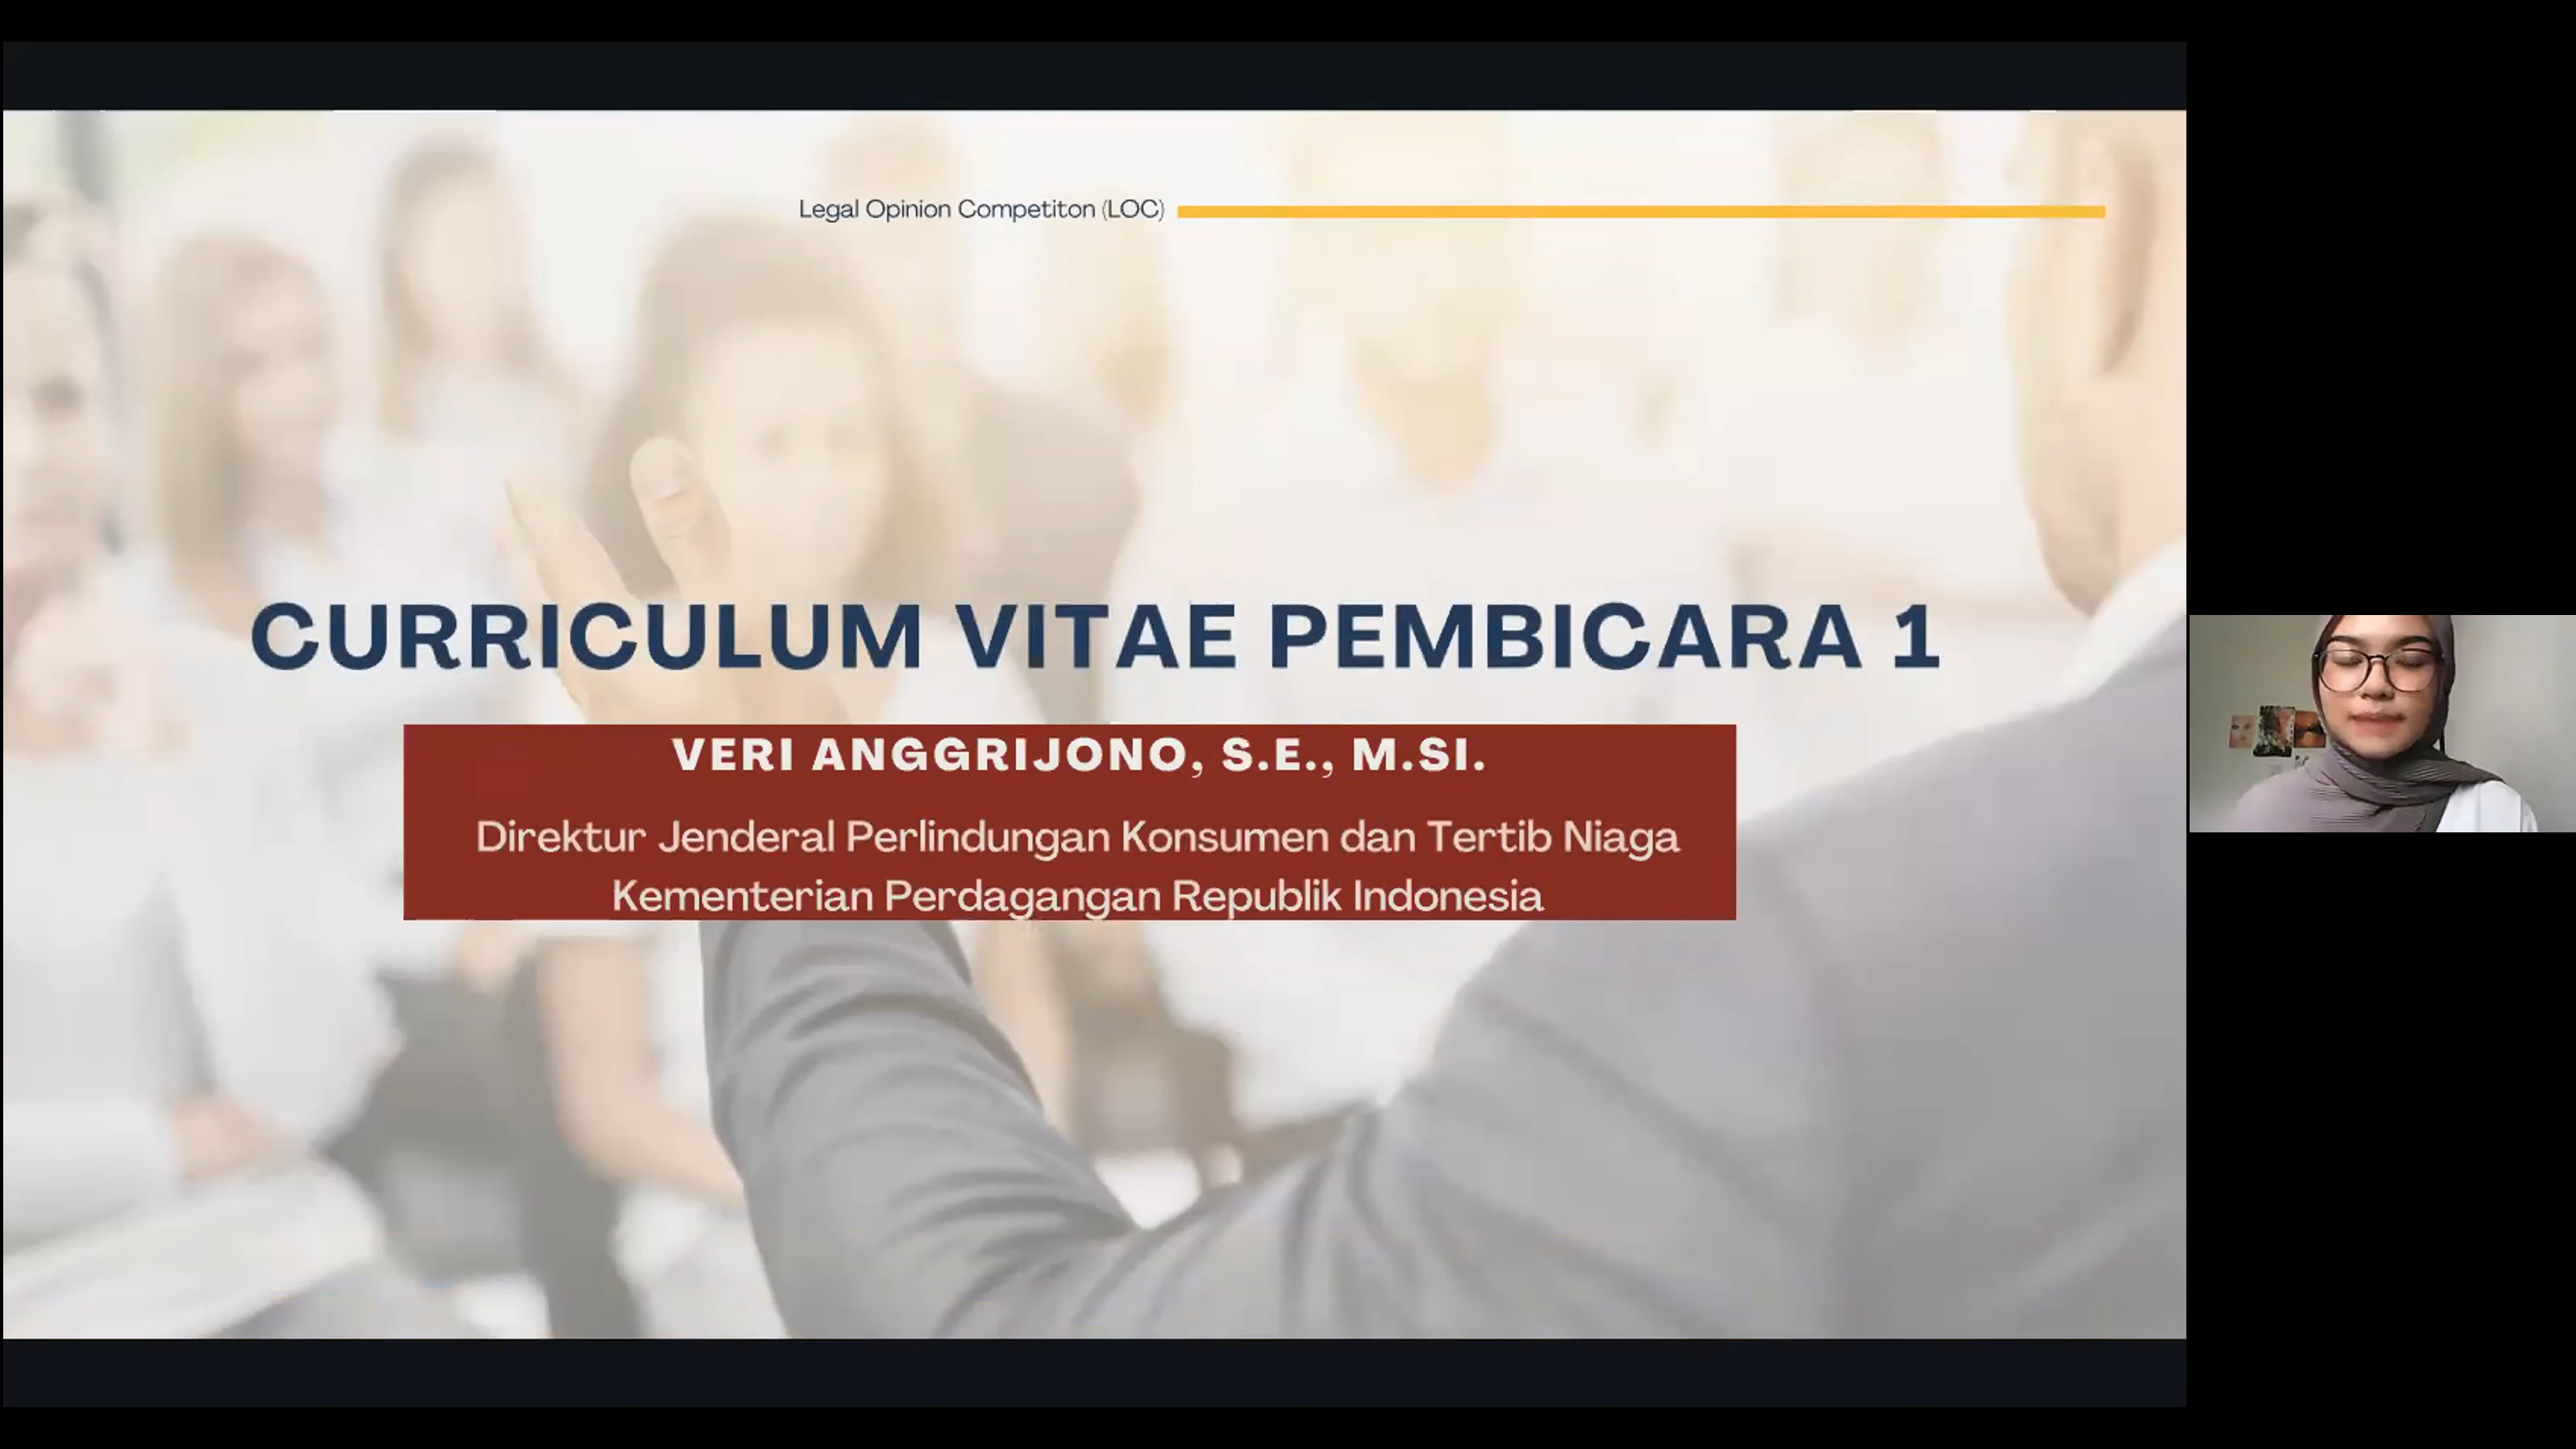 Legal Opinion Competiton (LOC)
CURRICULUM VITAE PEMBICARA 1
VERI ANGGRIJONO, S.E., M.SI.
Direktur Jenderal Perlindungan Konsumen dan Tertib Niaga
Kementerian Perdagangan Republik Indonesia